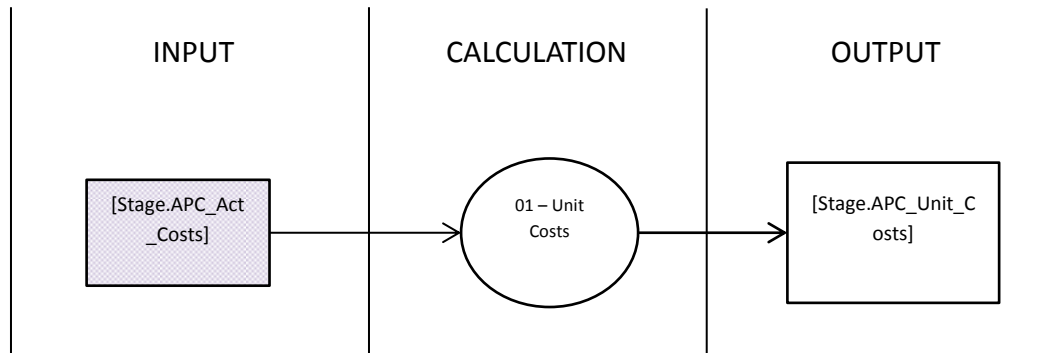 INPUT
CALCULATION
OUTPUT
[Stage.APC_Act
_Costs]
01 – Unit
Costs
[Stage.APC_Unit_C
osts]